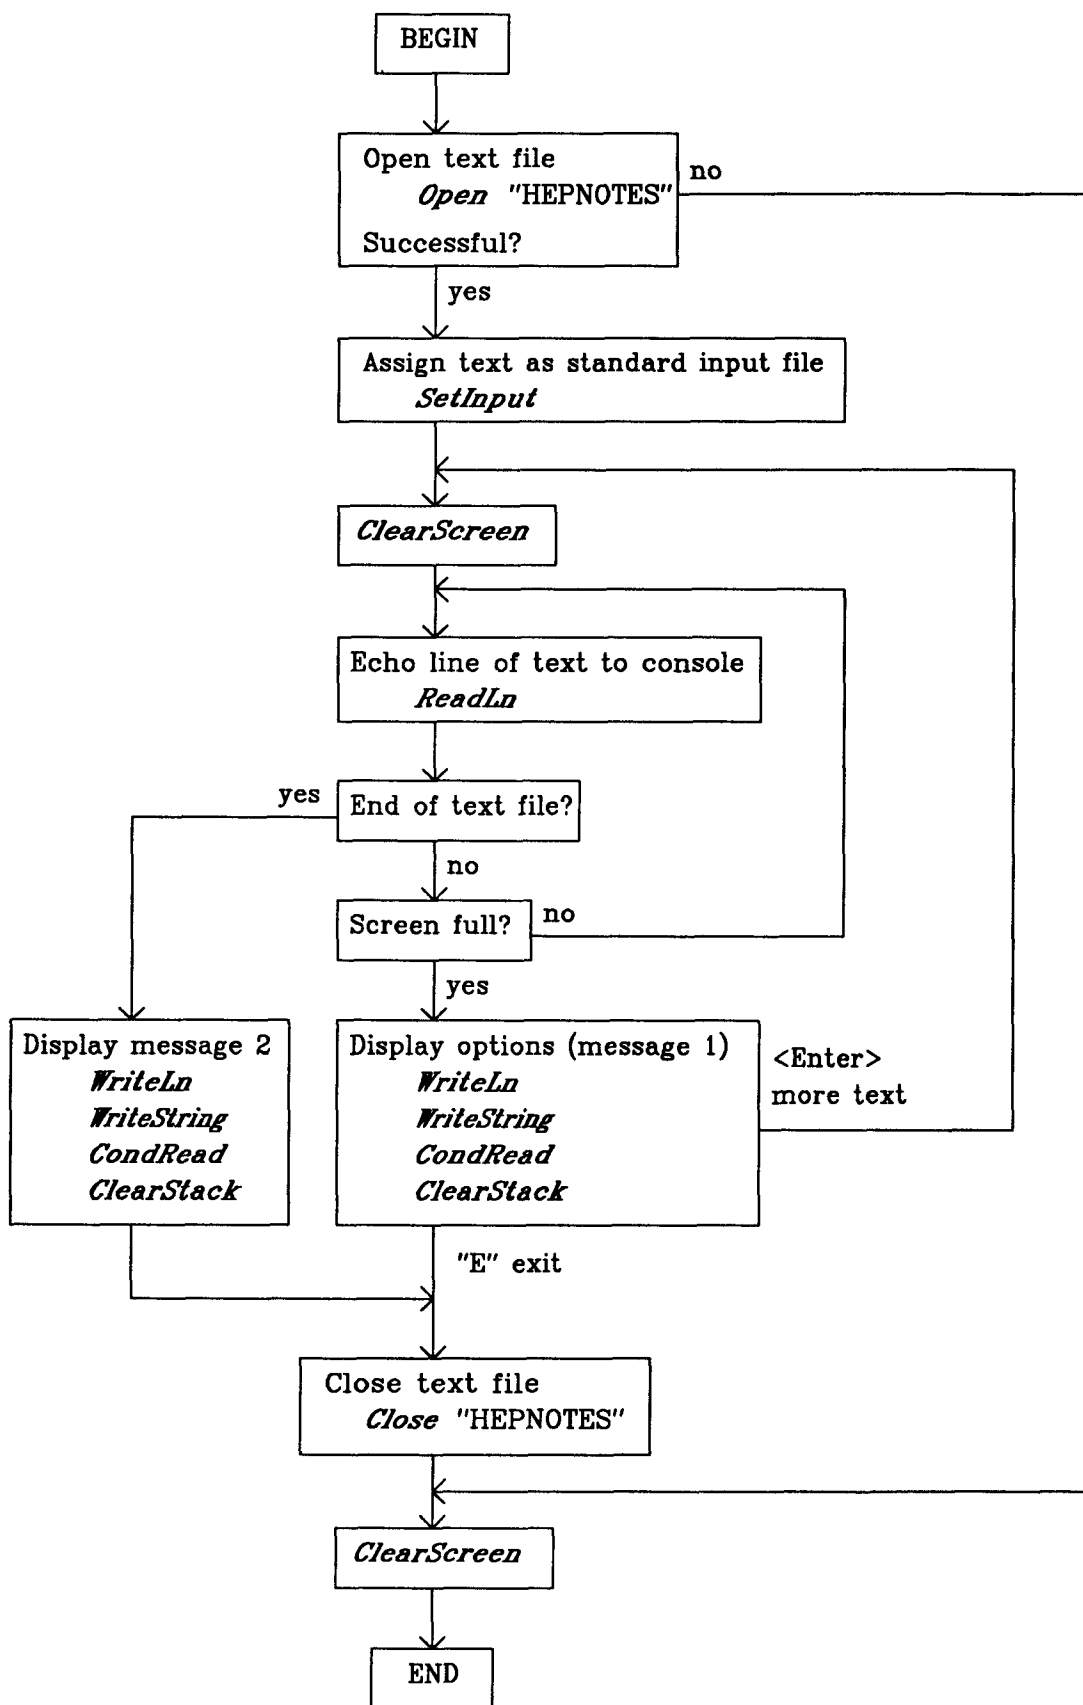 BEGIN
Open text file
Open "HEPNOTES"
Successful?
no
yes
Assign text as standard input file
SetInput
ClearScreen
Echo line of text to console
ReadLn
yes
End of text file?
no
Screen full?
no
yes
Display message 2
WriteLn
WriteString
CondRead
ClearStack
Display options (message 1)
WriteLn
WriteString
CondRead
ClearStack
<Enter>
more text
"E" exit
Close text file
Close "HEPNOTES"
ClearScreen
END